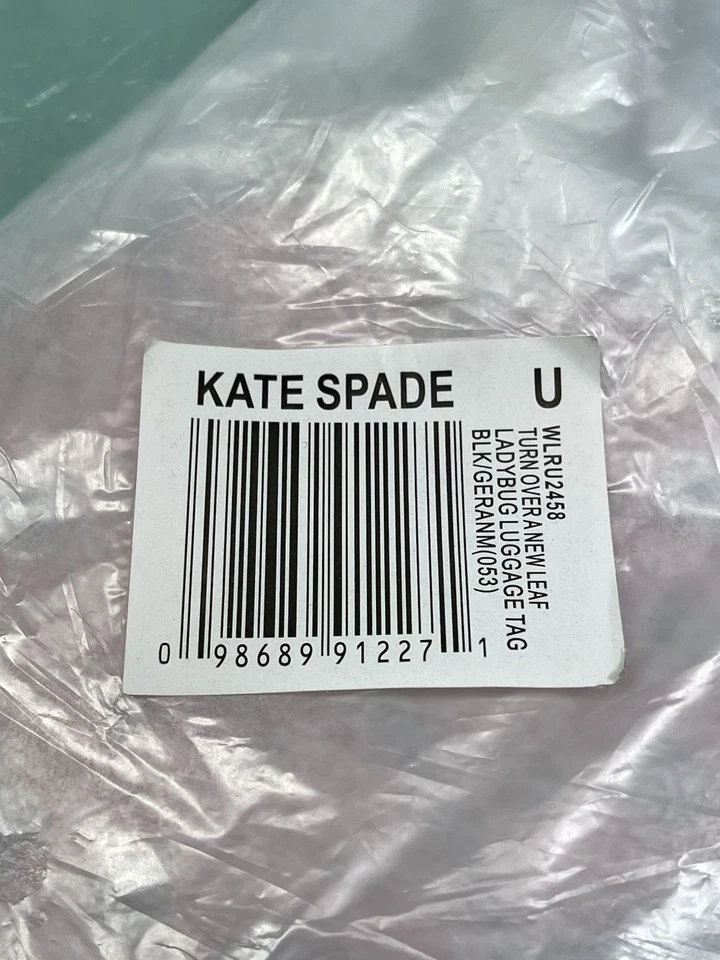 KATE SPADE U
WLRU2458
TURN OVER A NEW LEAF
LADYBUG LUGGAGE TAG
BLK/GERANM(053)
0 98689 91227 1